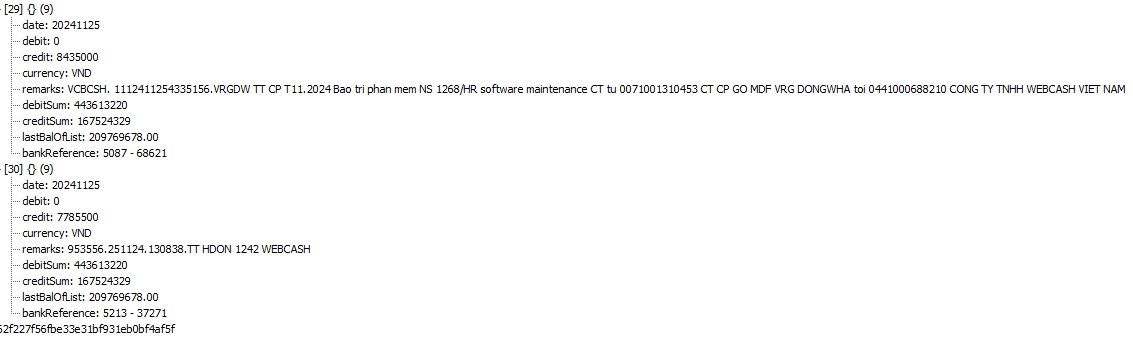 [29] {} (9)
date: 20241125
debit: 0
credit: 8435000
currency: VND
remarks: VCBCSH. 1112411254335156.VRGDW TT CP T11.2024 Bao tri phan mem NS 1268/HR software maintenance CT tu 0071001310453 CT CP GO MDF VRG DONGWHA toi 0441000688210 CONG TY TNHH WEBCASH VIET NAM
debitSum: 443613220
creditSum: 167524329
lastBalOfList: 209769678.00
bankReference: 5087 - 68621
[30] {} (9)
date: 20241125
debit: 0
credit: 7785500
currency: VND
remarks: 953556.251124.130838.TT HDON 1242 WEBCASH
debitSum: 443613220
creditSum: 167524329
lastBalOfList: 209769678.00
bankReference: 5213 - 37271
52f227f56fbe33e31bf931eb0bf4af5f